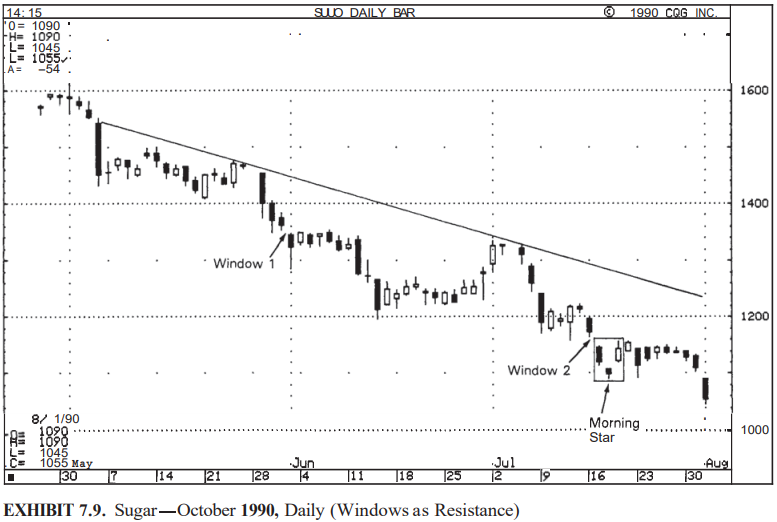 14:15 SUUO DAILY BAR © 1990 CQG INC.
O= 1090
H= 1090
L= 1045
L= 1055
A= -54
1600
1400
1200
1000
Window 1
Window 2
Morning
Star
8/ 1/90
O= 1090
H= 1090
L= 1045
C= 1055 May Jun Jul Aug
30 7 14 21 28 4 11 18 25 2 9 16 23 30
EXHIBIT 7.9. Sugar—October 1990, Daily (Windows as Resistance)